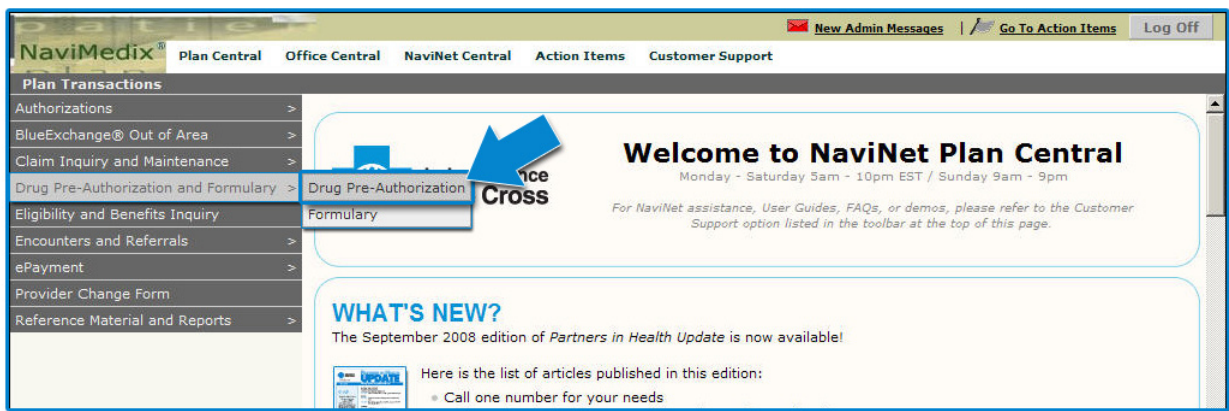 New Admin Messages | Go To Action Items Log Off
NaviMedix® Plan Central Office Central NaviNet Central Action Items Customer Support
Plan Transactions
Authorizations >
BlueExchange® Out of Area >
Claim Inquiry and Maintenance >
Drug Pre-Authorization and Formulary > Drug Pre-Authorization
Formulary
Eligibility and Benefits Inquiry
Encounters and Referrals >
ePayment >
Provider Change Form
Reference Material and Reports >
Cross
Welcome to NaviNet Plan Central
Monday - Saturday 5am - 10pm EST / Sunday 9am - 9pm
For NaviNet assistance, User Guides, FAQs, or demos, please refer to the Customer
Support option listed in the toolbar at the top of this page.
WHAT'S NEW?
The September 2008 edition of Partners in Health Update is now available!
UPDATE
Here is the list of articles published in this edition:
Call one number for your needs